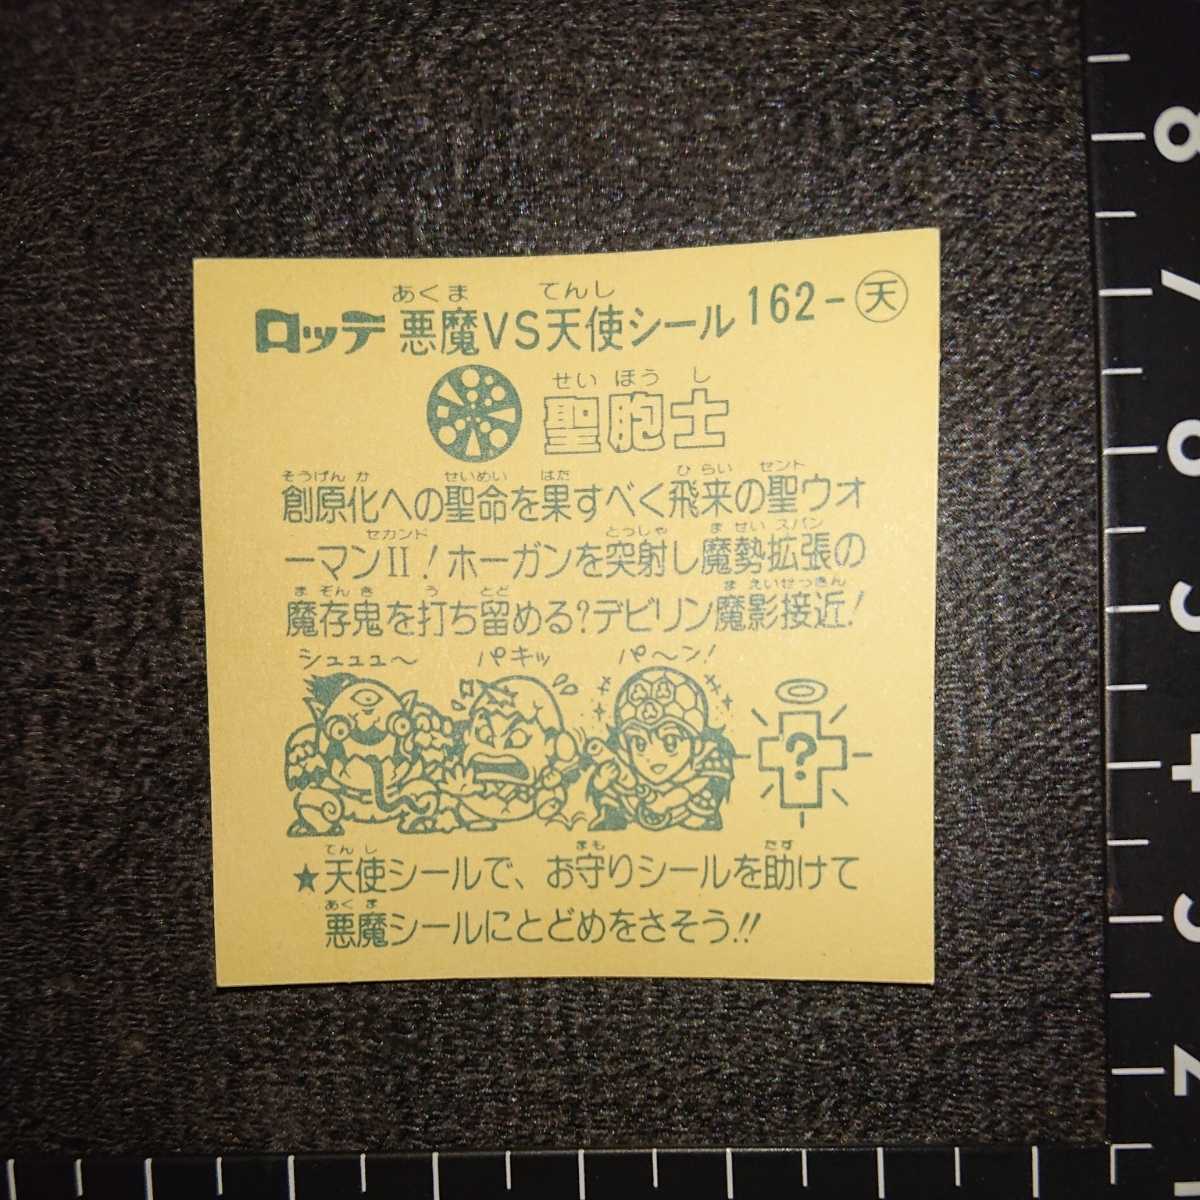 あくま てんし
ロッテ 悪魔VS天使シール 162-天
せい ほう し
聖胞士
そうげん か せいめい はた ひ らい セント
創原化への聖命を果すべく飛来の聖ウオ
セカンド とっしゃ ま せい スパン
ーマンII!ホーガンを突射し魔勢拡張の
ま ぞん き う とど ま えいせっきん
魔存鬼を打ち留める?デビリン魔影接近!
シュュュ〜 パキッ パ〜ン!
?
てん し まも たす
★天使シールで、お守りシールを助けて
あく ま
悪魔シールにとどめをさそう!!
8
7
6
5
4
3
2
1